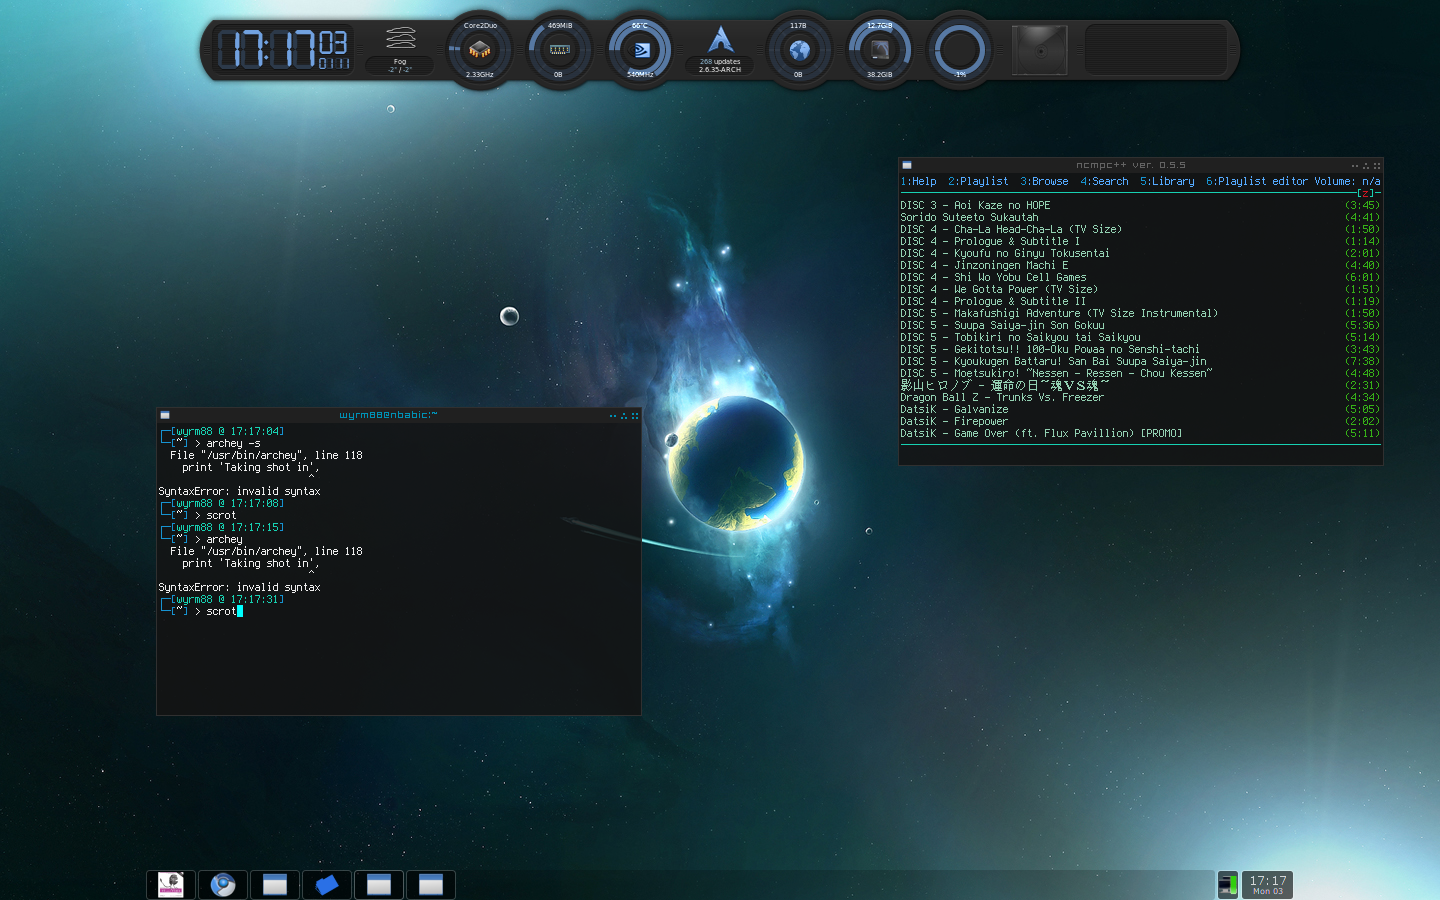 17:17 03
01 11
Fog
-2° / -2°
Core2Duo
2.33GHz
469MiB
0B
66°C
540MHz
268 updates
2.6.35-ARCH
117B
0B
12.7GiB
38.2GiB
-1%
ncmpc++ ver. 0.5.5
1:Help 2:Playlist 3:Browse 4:Search 5:Library 6:Playlist editor Volume: n/a
[z]
DISC 3 - Aoi Kaze no HOPE (3:45)
Sorido Suteeto Sukautah (4:41)
DISC 4 - Cha-La Head-Cha-La (TV Size) (1:50)
DISC 4 - Prologue & Subtitle I (1:14)
DISC 4 - Kyoufu no Ginyu Tokusentai (2:01)
DISC 4 - Jinzoningen Machi E (4:40)
DISC 4 - Shi Wo Yobu Cell Games (6:01)
DISC 4 - We Gotta Power (TV Size) (1:51)
DISC 4 - Prologue & Subtitle II (1:19)
DISC 5 - Makafushigi Adventure (TV Size Instrumental) (1:50)
DISC 5 - Suupa Saiya-jin Son Gokuu (5:36)
DISC 5 - Tobikiri no Saikyou tai Saikyou (5:14)
DISC 5 - Gekitotsu!! 100-Oku Powaa no Senshi-tachi (3:43)
DISC 5 - Kyoukugen Battaru! San Bai Suupa Saiya-jin (7:38)
DISC 5 - Moetsukiro! ~Nessen - Ressen - Chou Kessen~ (4:48)
影山ヒロノブ - 運命の日～魂VS魂～ (2:31)
Dragon Ball Z - Trunks Vs. Freezer (4:34)
DatsiK - Galvanize (5:05)
DatsiK - Firepower (2:02)
DatsiK - Game Over (ft. Flux Pavillion) [PROMO] (5:11)
wyrm88@nbabic:~
[wyrm88 @ 17:17:04]
[~] > archey -s
File "/usr/bin/archey", line 118
print 'Taking shot in',
^
SyntaxError: invalid syntax
[wyrm88 @ 17:17:08]
[~] > scrot
[wyrm88 @ 17:17:15]
[~] > archey
File "/usr/bin/archey", line 118
print 'Taking shot in',
^
SyntaxError: invalid syntax
[wyrm88 @ 17:17:31]
[~] > scrot
17:17
Mon 03